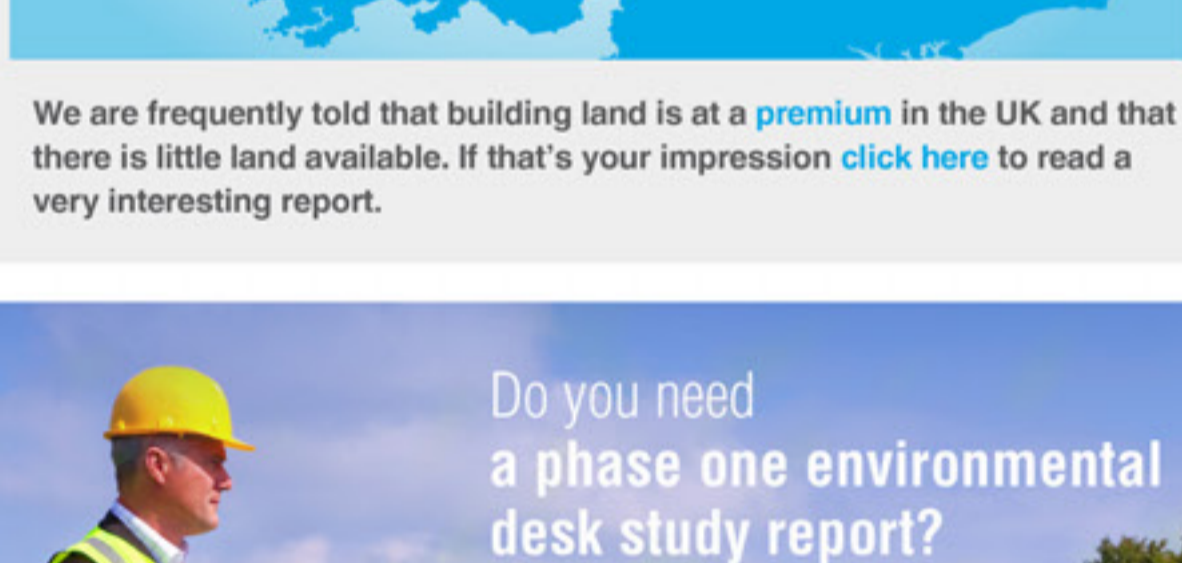 We are frequently told that building land is at a premium in the UK and that
there is little land available. If that's your impression click here to read a
very interesting report.
Do you need
a phase one environmental
desk study report?